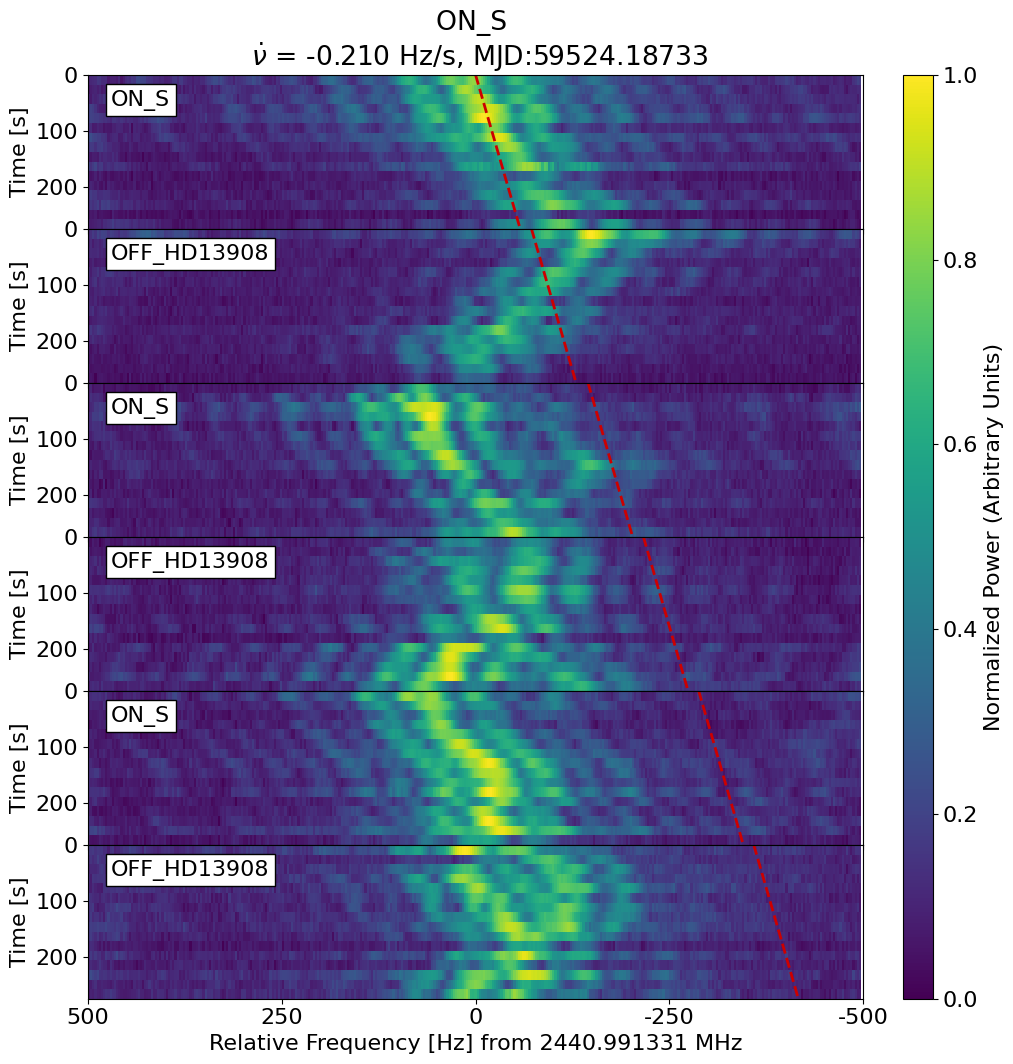 ON_S
ν̇ = -0.210 Hz/s, MJD:59524.18733
0
100
200
Time [s]
ON_S
0
100
200
Time [s]
OFF_HD13908
0
100
200
Time [s]
ON_S
0
100
200
Time [s]
OFF_HD13908
0
100
200
Time [s]
ON_S
0
100
200
Time [s]
OFF_HD13908
500 250 0 -250 -500
Relative Frequency [Hz] from 2440.991331 MHz
1.0
0.8
0.6
0.4
0.2
0.0
Normalized Power (Arbitrary Units)